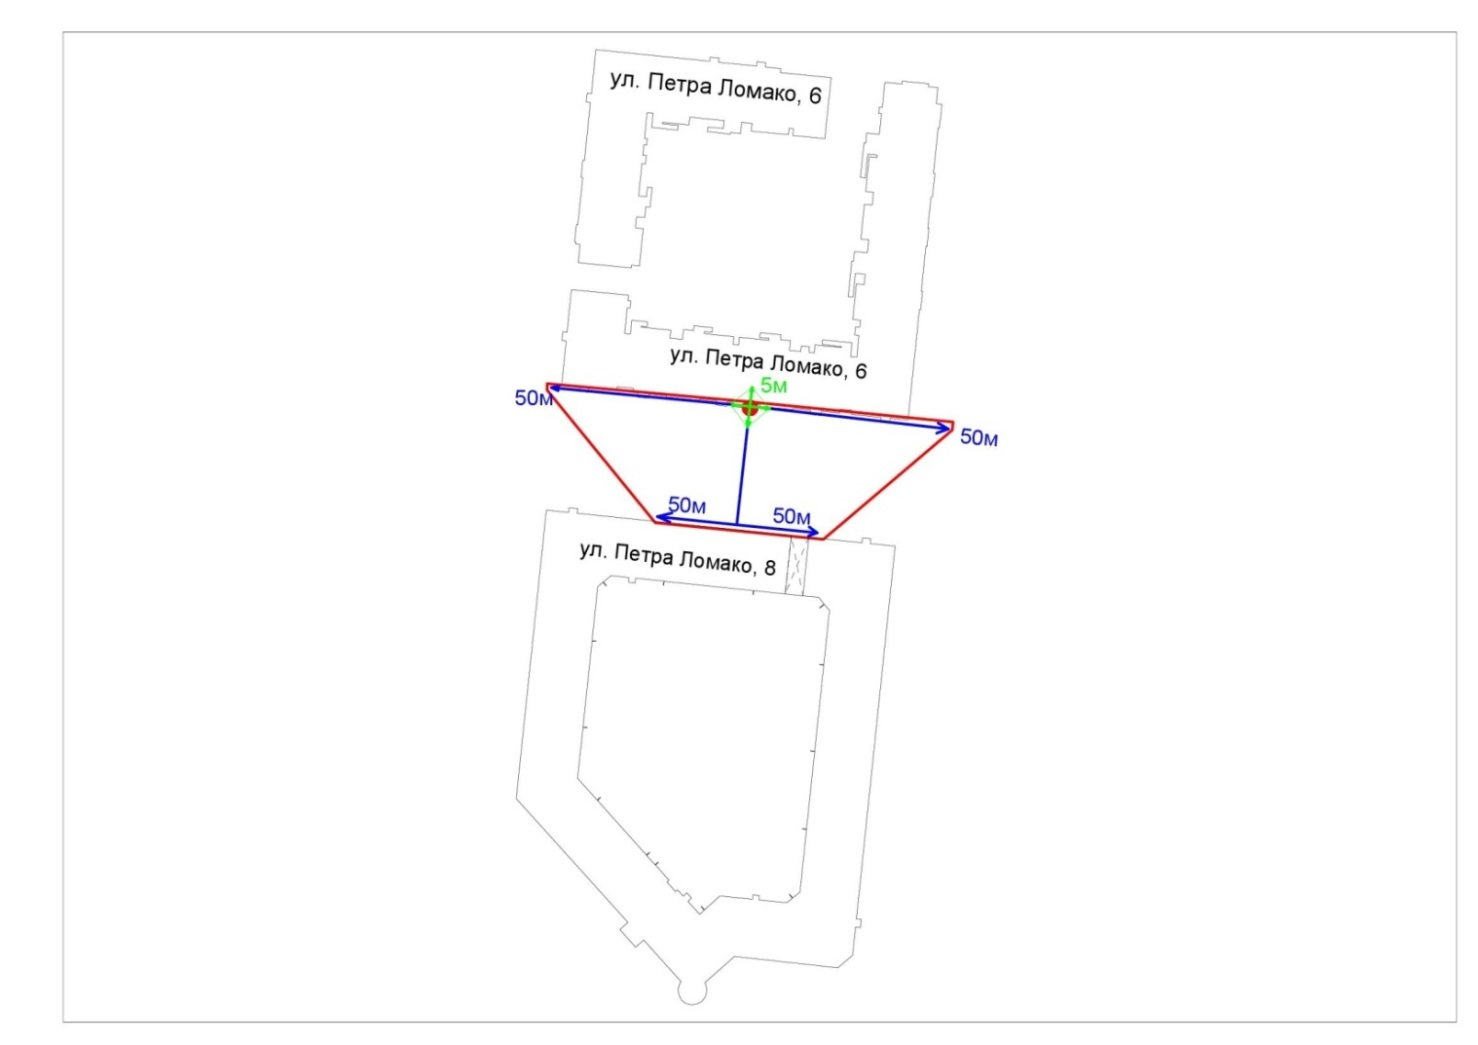 ул. Петра Ломако, 6
ул. Петра Ломако, 6
5м
50м
50м
50м
50м
ул. Петра Ломако, 8